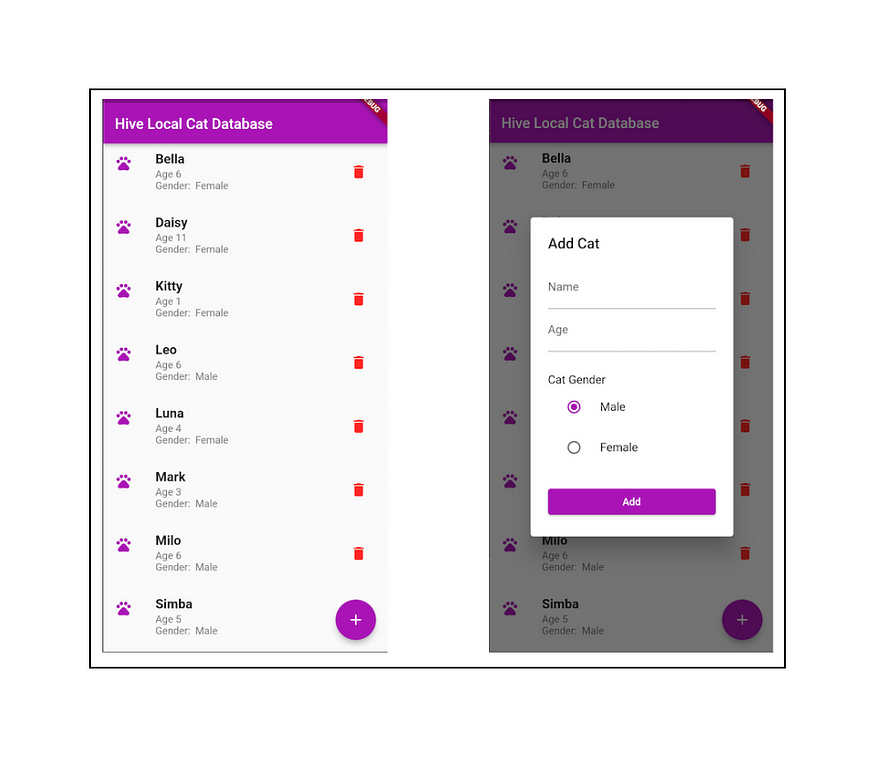 Hive Local Cat Database
Bella
Age 6
Gender: Female
Daisy
Age 11
Gender: Female
Kitty
Age 1
Gender: Female
Leo
Age 6
Gender: Male
Luna
Age 4
Gender: Female
Mark
Age 3
Gender: Male
Milo
Age 6
Gender: Male
Simba
Age 5
Gender: Male
+
Hive Local Cat Database
Bella
Age 6
Gender: Female
Add Cat
Name
Age
Cat Gender
Male
Female
Add
Milo
Age 6
Gender: Male
Simba
Age 5
Gender: Male
+